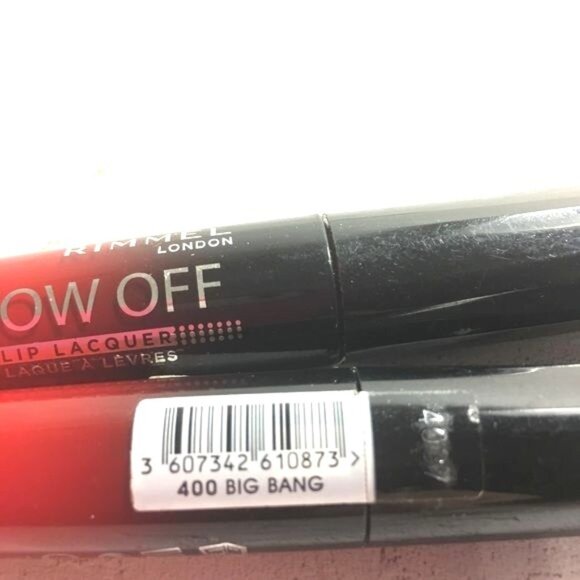 RIMMEL
LONDON
OW OFF
LIP LACQUER
LAQUE À LÈVRES
3 607342 610873 >
400 BIG BANG